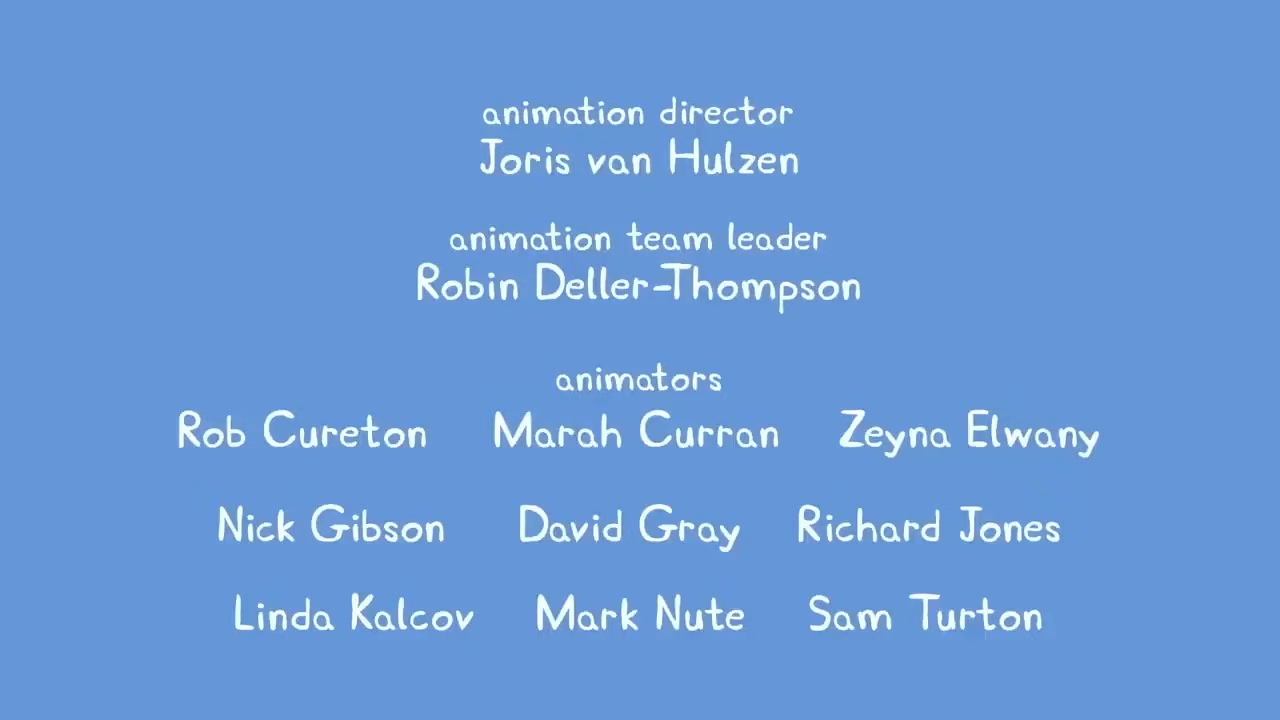 animation director
Joris van Hulzen
animation team leader
Robin Deller-Thompson
animators
Rob Cureton Marah Curran Zeyna Elwany
Nick Gibson David Gray Richard Jones
Linda Kalcov Mark Nute Sam Turton